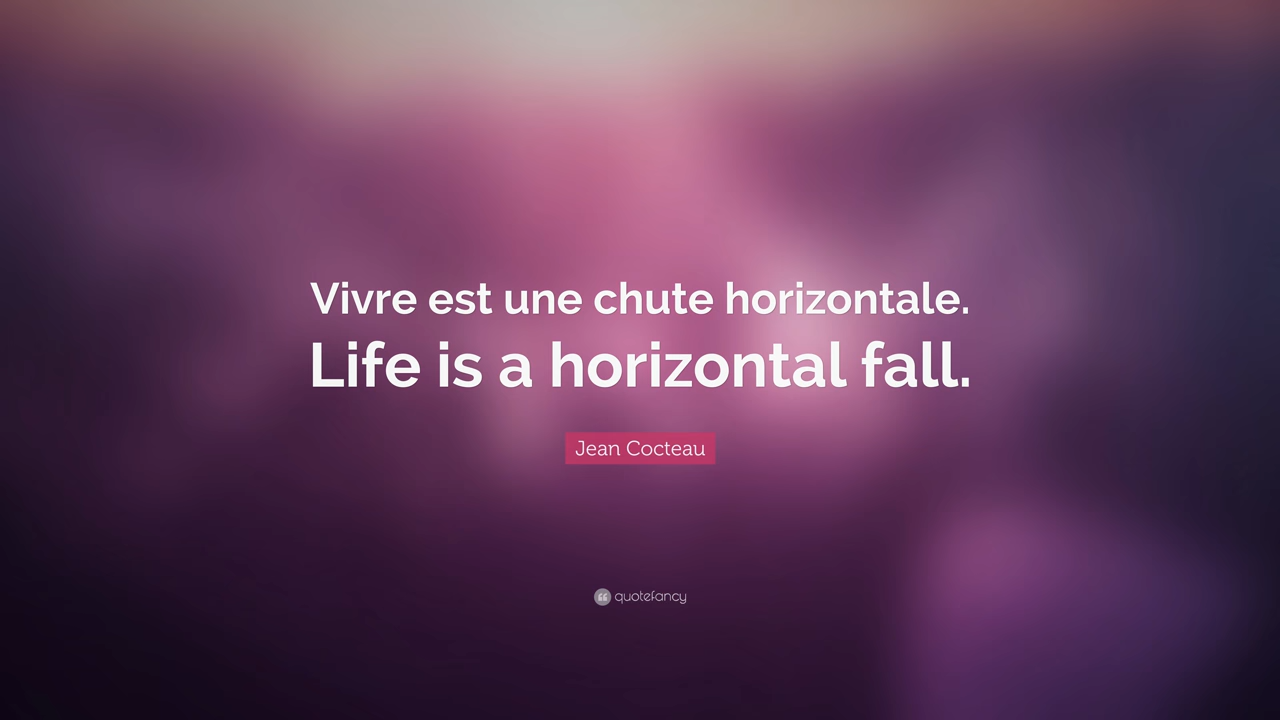 Vivre est une chute horizontale.
Life is a horizontal fall.
Jean Cocteau
quotefancy